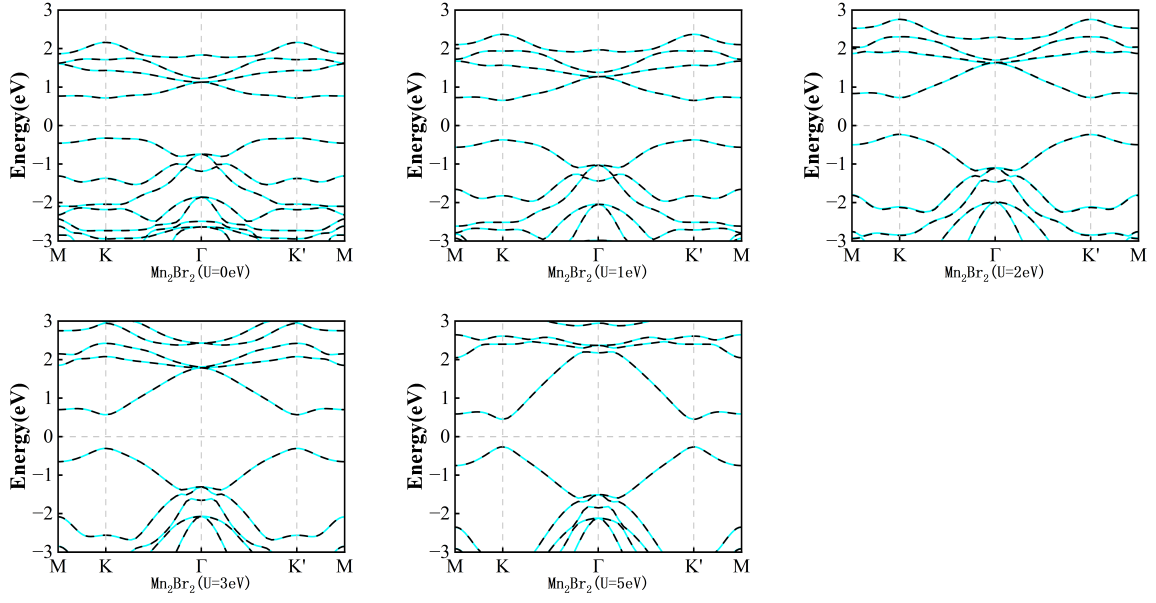 Energy(eV)
3
2
1
0
−1
−2
−3
M K Γ K' M
Mn₂Br₂(U=0eV)
Energy(eV)
3
2
1
0
−1
−2
−3
M K Γ K' M
Mn₂Br₂(U=1eV)
Energy(eV)
3
2
1
0
−1
−2
−3
M K Γ K' M
Mn₂Br₂(U=2eV)
Energy(eV)
3
2
1
0
−1
−2
−3
M K Γ K' M
Mn₂Br₂(U=3eV)
Energy(eV)
3
2
1
0
−1
−2
−3
M K Γ K' M
Mn₂Br₂(U=5eV)